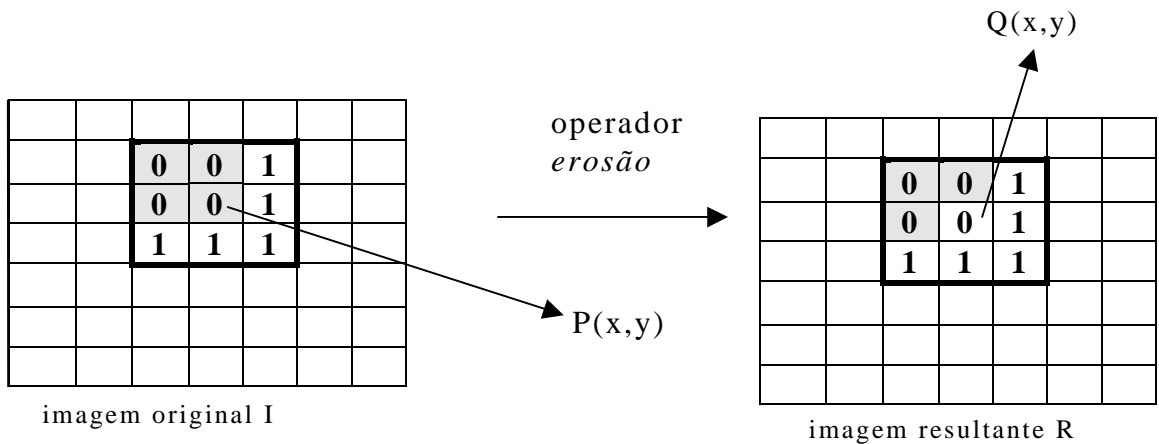 Q(x,y)
operador
erosão
0 0 1
0 0 1
1 1 1
0 0 1
0 0 1
1 1 1
P(x,y)
imagem original I
imagem resultante R